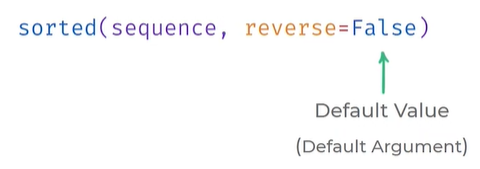 sorted(sequence, reverse=False)
Default Value
(Default Argument)